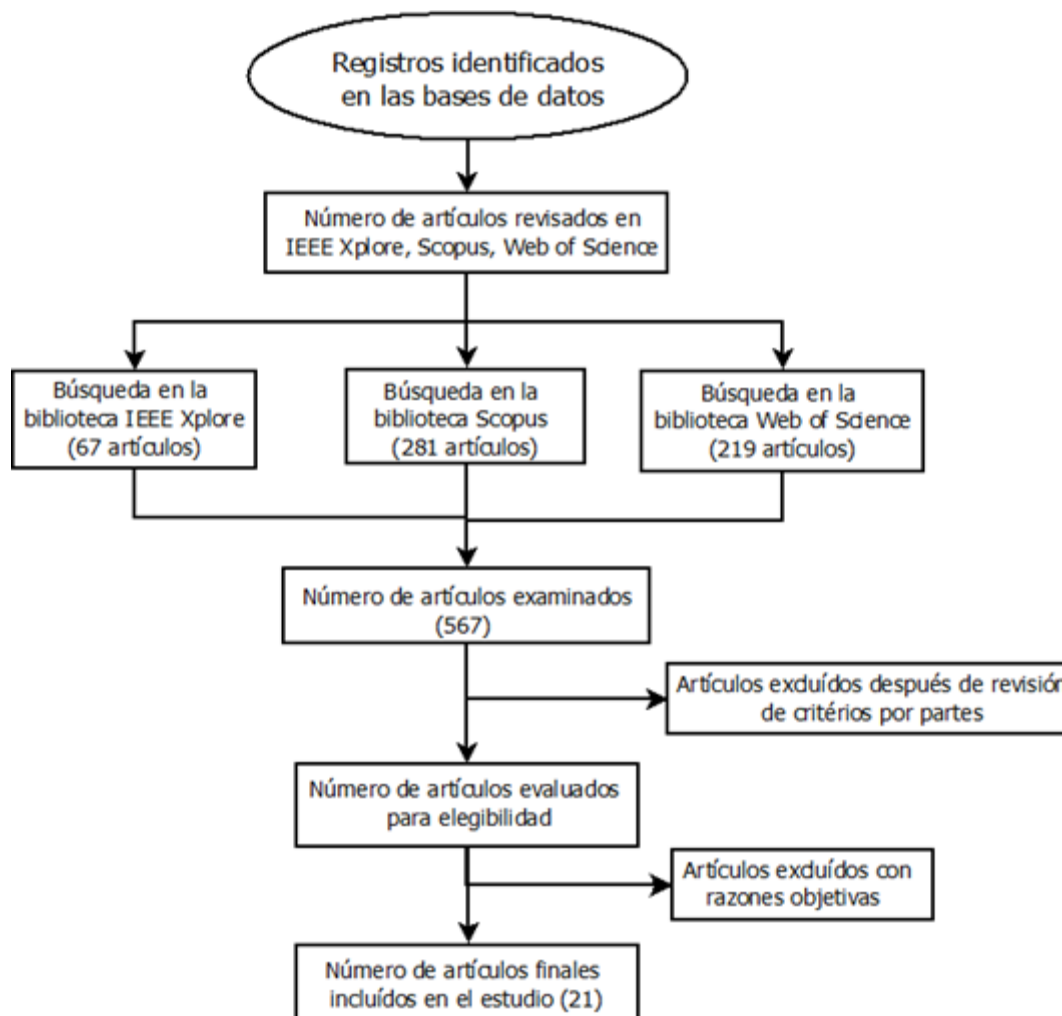 Registros identificados
en las bases de datos
Número de artículos revisados en
IEEE Xplore, Scopus, Web of Science
Búsqueda en la
biblioteca IEEE Xplore
(67 artículos)
Búsqueda en la
biblioteca Scopus
(281 artículos)
Búsqueda en la
biblioteca Web of Science
(219 artículos)
Número de artículos examinados
(567)
Artículos excluídos después de revisión
de critérios por partes
Número de artículos evaluados
para elegibilidad
Artículos excluídos con
razones objetivas
Número de artículos finales
incluídos en el estudio (21)